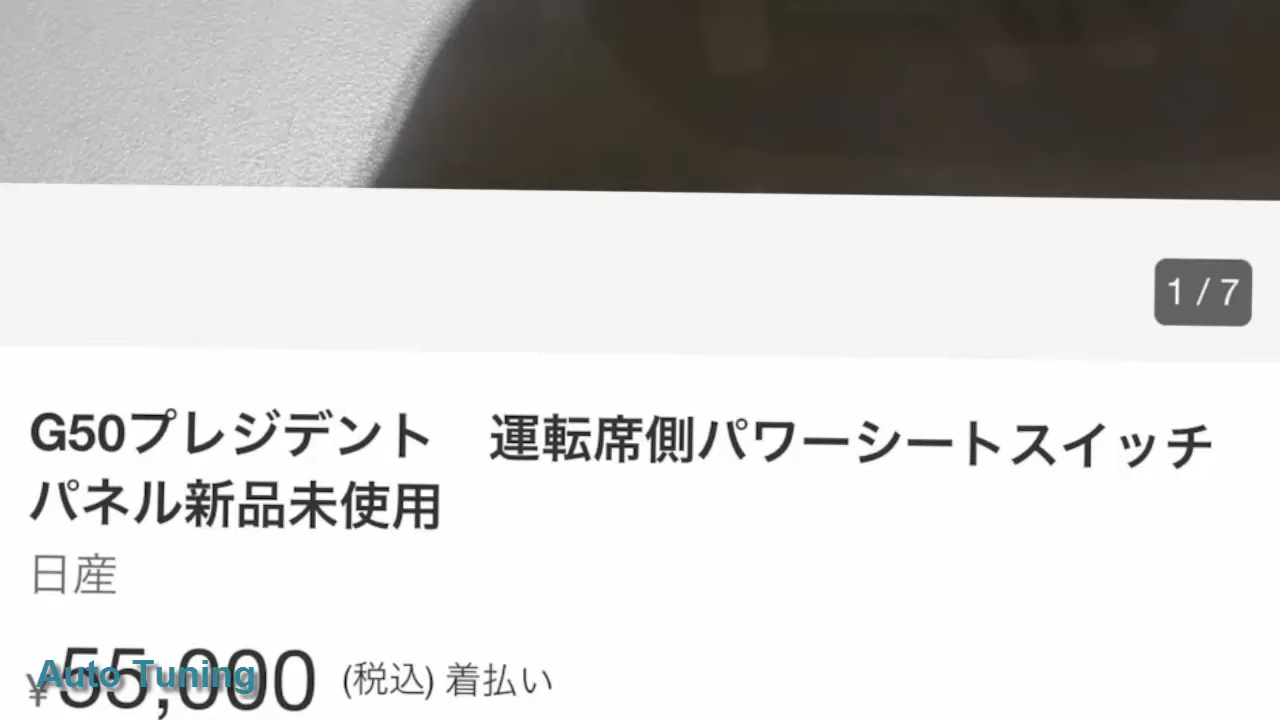 1 / 7
G50プレジデント　運転席側パワーシートスイッチ
パネル新品未使用
日産
¥55,000 (税込) 着払い
Auto Tuning